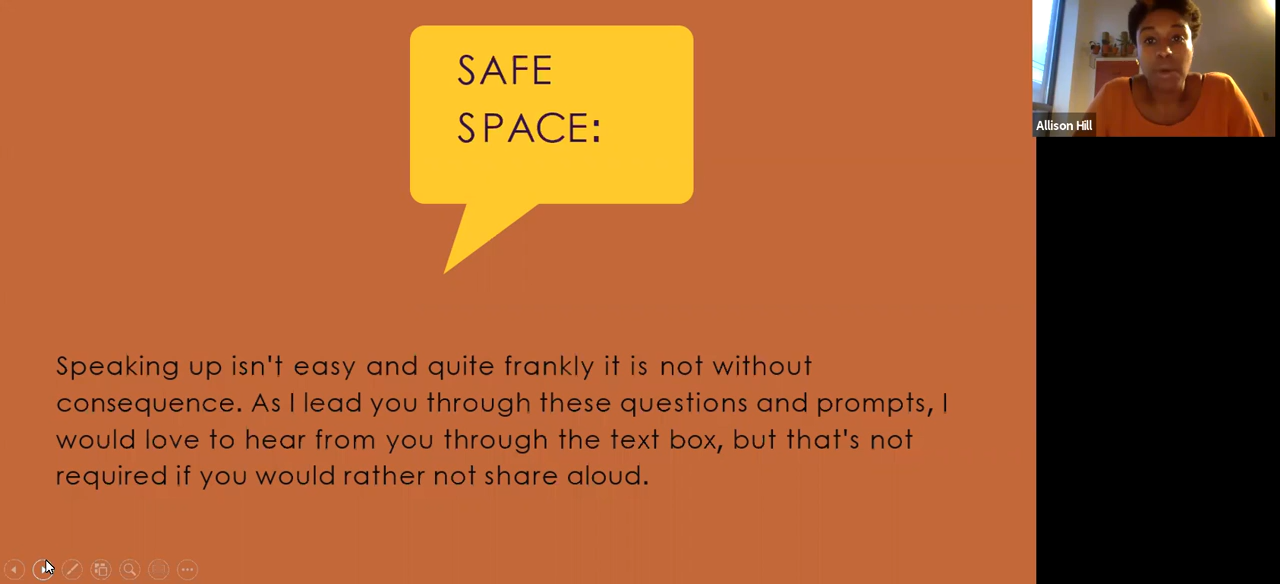 SAFE
SPACE:
Allison Hill
Speaking up isn't easy and quite frankly it is not without
consequence. As I lead you through these questions and prompts, I
would love to hear from you through the text box, but that's not
required if you would rather not share aloud.